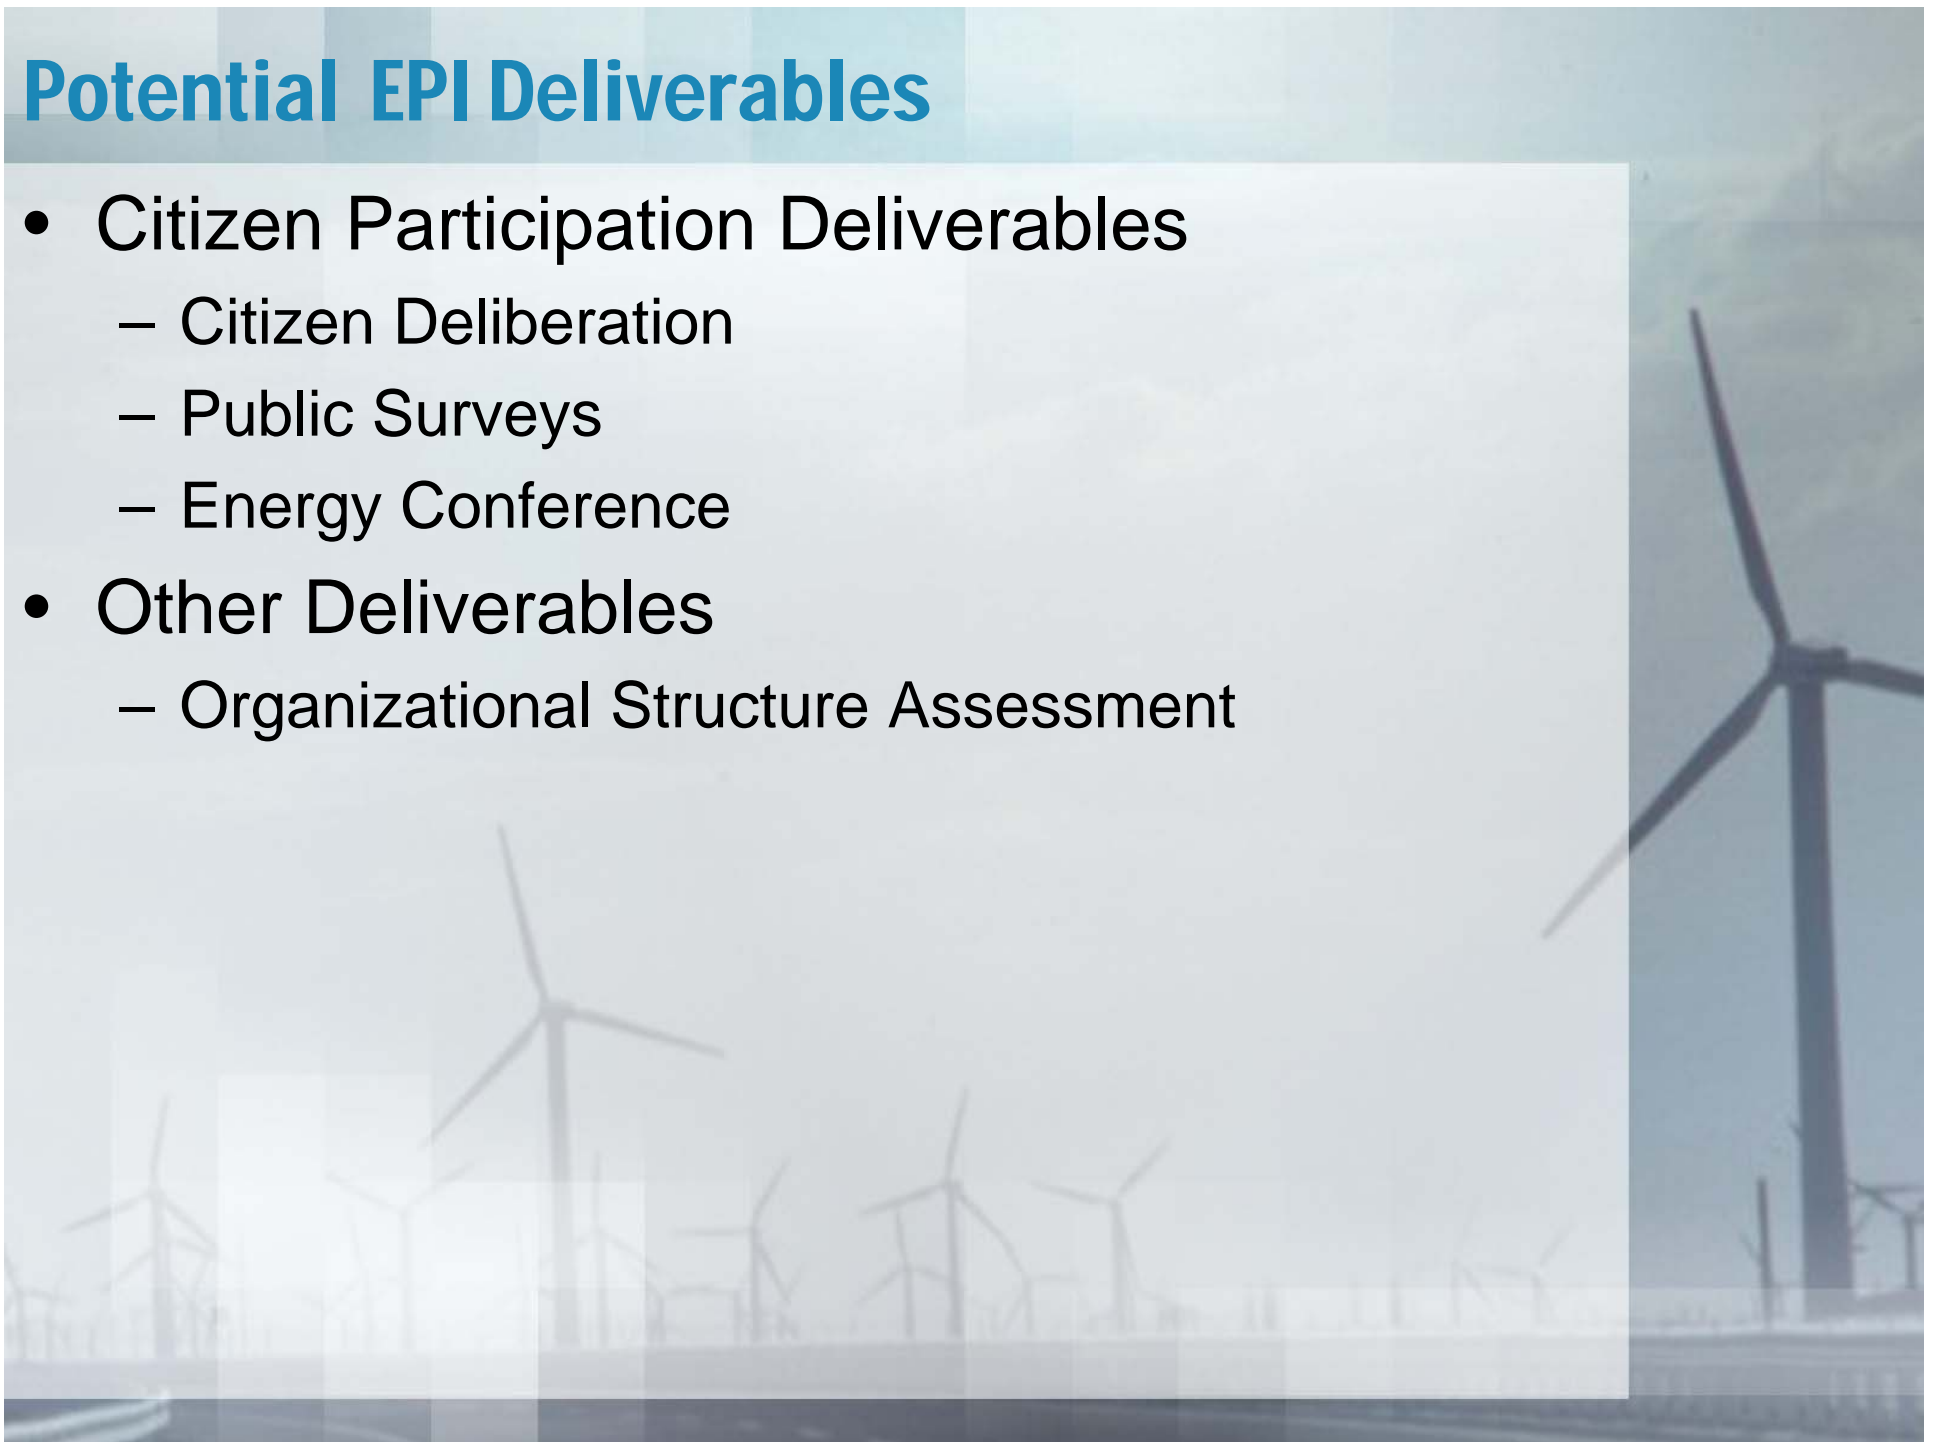 Potential EPI Deliverables
• Citizen Participation Deliverables
– Citizen Deliberation
– Public Surveys
– Energy Conference
• Other Deliverables
– Organizational Structure Assessment